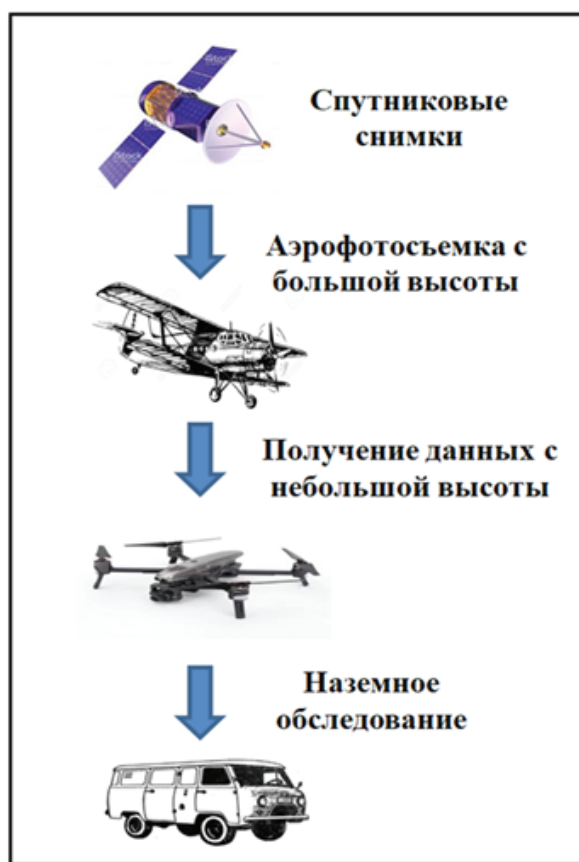 Спутниковые
снимки
Аэрофотосъемка с
большой высоты
Получение данных с
небольшой высоты
Наземное
обследование